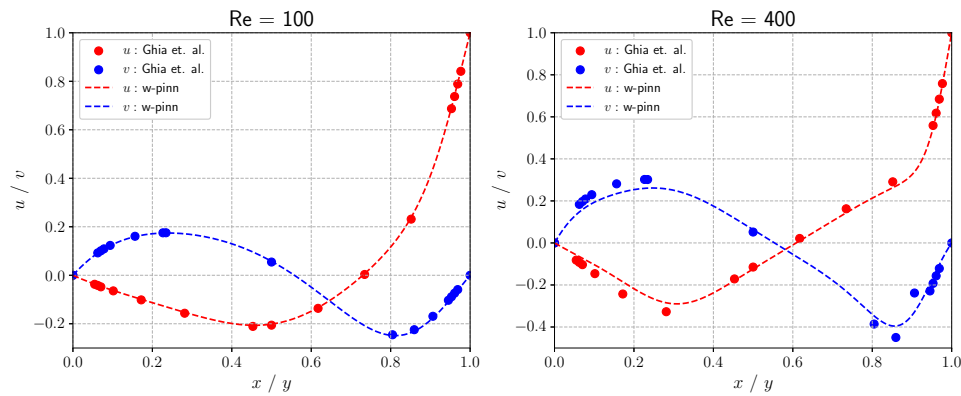 Re = 100
1.0
0.8
0.6
0.4
0.2
0.0
−0.2
u / v
u : Ghia et. al.
v : Ghia et. al.
u : w-pinn
v : w-pinn
0.0 0.2 0.4 0.6 0.8 1.0
x / y
Re = 400
1.0
0.8
0.6
0.4
0.2
0.0
−0.2
−0.4
u / v
u : Ghia et. al.
v : Ghia et. al.
u : w-pinn
v : w-pinn
0.0 0.2 0.4 0.6 0.8 1.0
x / y